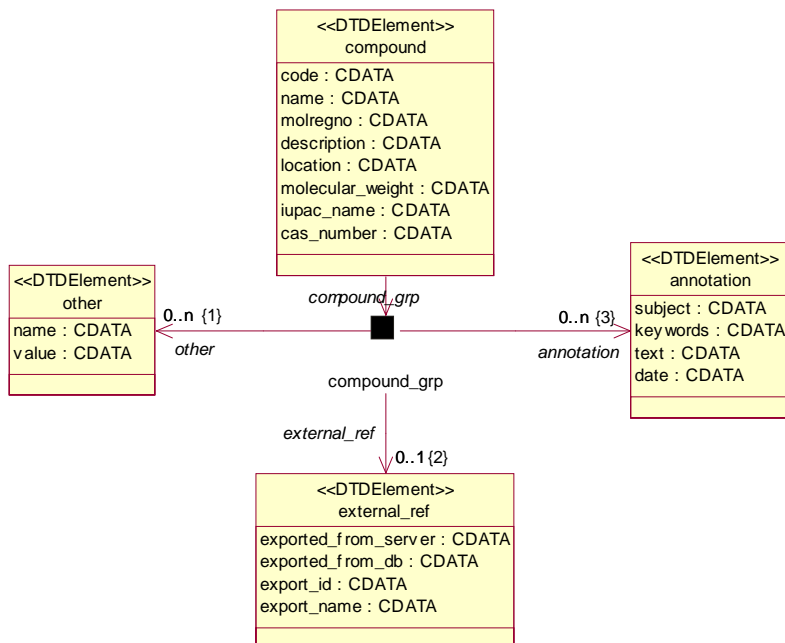 <<DTDElement>>
compound
code : CDATA
name : CDATA
molregno : CDATA
description : CDATA
location : CDATA
molecular_weight : CDATA
iupac_name : CDATA
cas_number : CDATA
compound_grp
<<DTDElement>>
other
name : CDATA
value : CDATA
0..n {1}
other
0..n {3}
annotation
<<DTDElement>>
annotation
subject : CDATA
keywords : CDATA
text : CDATA
date : CDATA
compound_grp
external_ref
0..1 {2}
<<DTDElement>>
external_ref
exported_from_server : CDATA
exported_from_db : CDATA
export_id : CDATA
export_name : CDATA